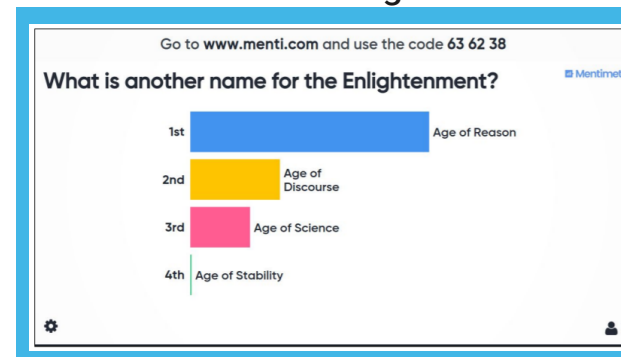 Go to www.menti.com and use the code 63 62 38
What is another name for the Enlightenment?
Mentimet
1st Age of Reason
2nd Age of
Discourse
3rd Age of Science
4th Age of Stability